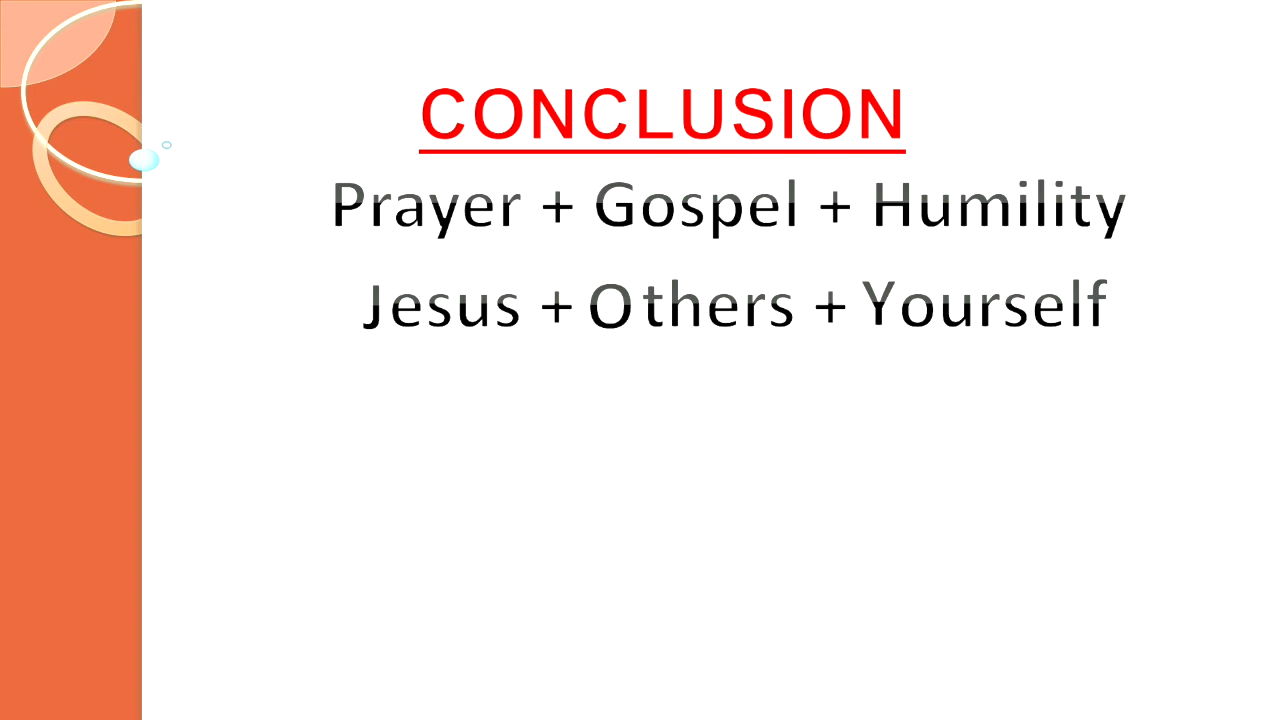 CONCLUSION
Prayer + Gospel + Humility
Jesus + Others + Yourself